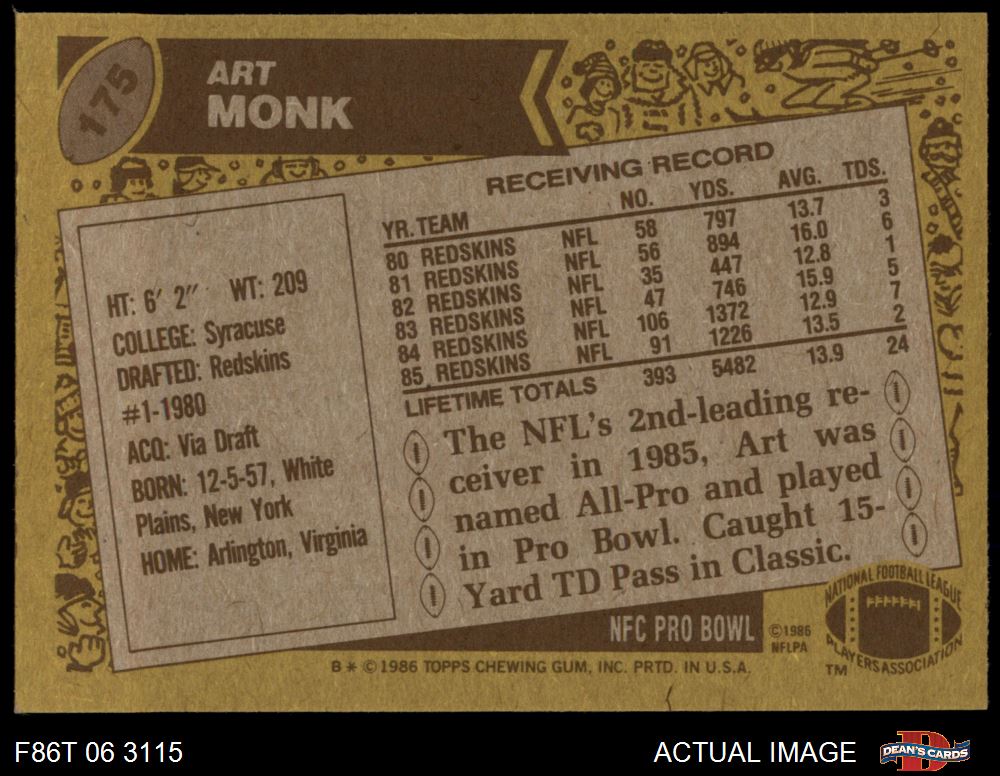 175
ART
MONK
RECEIVING RECORD
YR. TEAM NO. YDS. AVG. TDS.
80 REDSKINS NFL 58 797 13.7 3
81 REDSKINS NFL 56 894 16.0 6
82 REDSKINS NFL 35 447 12.8 1
83 REDSKINS NFL 47 746 15.9 5
84 REDSKINS NFL 106 1372 12.9 7
85 REDSKINS NFL 91 1226 13.5 2
LIFETIME TOTALS 393 5482 13.9 24
HT: 6' 2" WT: 209
COLLEGE: Syracuse
DRAFTED: Redskins
#1-1980
ACQ: Via Draft
BORN: 12-5-57, White
Plains, New York
HOME: Arlington, Virginia
The NFL's 2nd-leading re-
ceiver in 1985, Art was
named All-Pro and played
in Pro Bowl. Caught 15-
Yard TD Pass in Classic.
NFC PRO BOWL
©1986
NFLPA
NATIONAL FOOTBALL LEAGUE
PLAYERS ASSOCIATION
TM
B * © 1986 TOPPS CHEWING GUM, INC. PRTD. IN U.S.A.
F86T 06 3115
ACTUAL IMAGE
D
DEAN'S CARDS